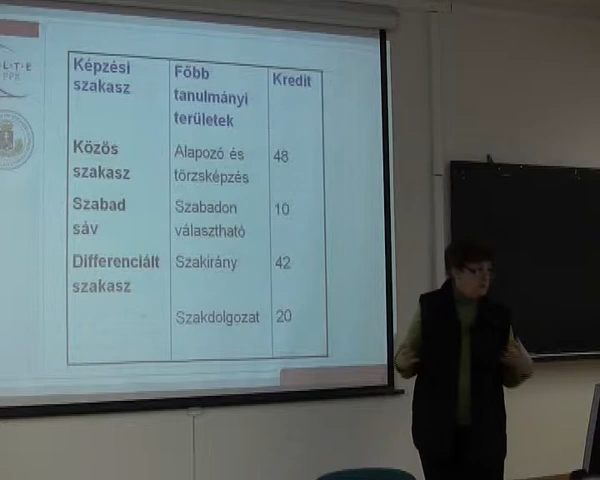 L·T·E
PPK
Képzési szakasz
Főbb tanulmányi területek
Kredit
Közös szakasz
Alapozó és törzsképzés
48
Szabad sáv
Szabadon választható
10
Differenciált szakasz
Szakirány
42
Szakdolgozat
20